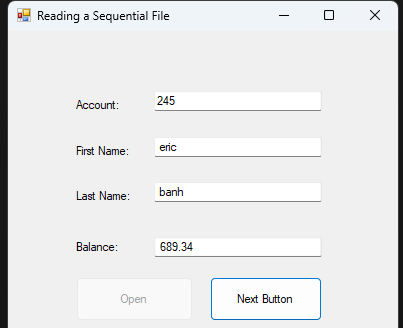 Reading a Sequential File
Account: 245
First Name: eric
Last Name: banh
Balance: 689.34
Open Next Button